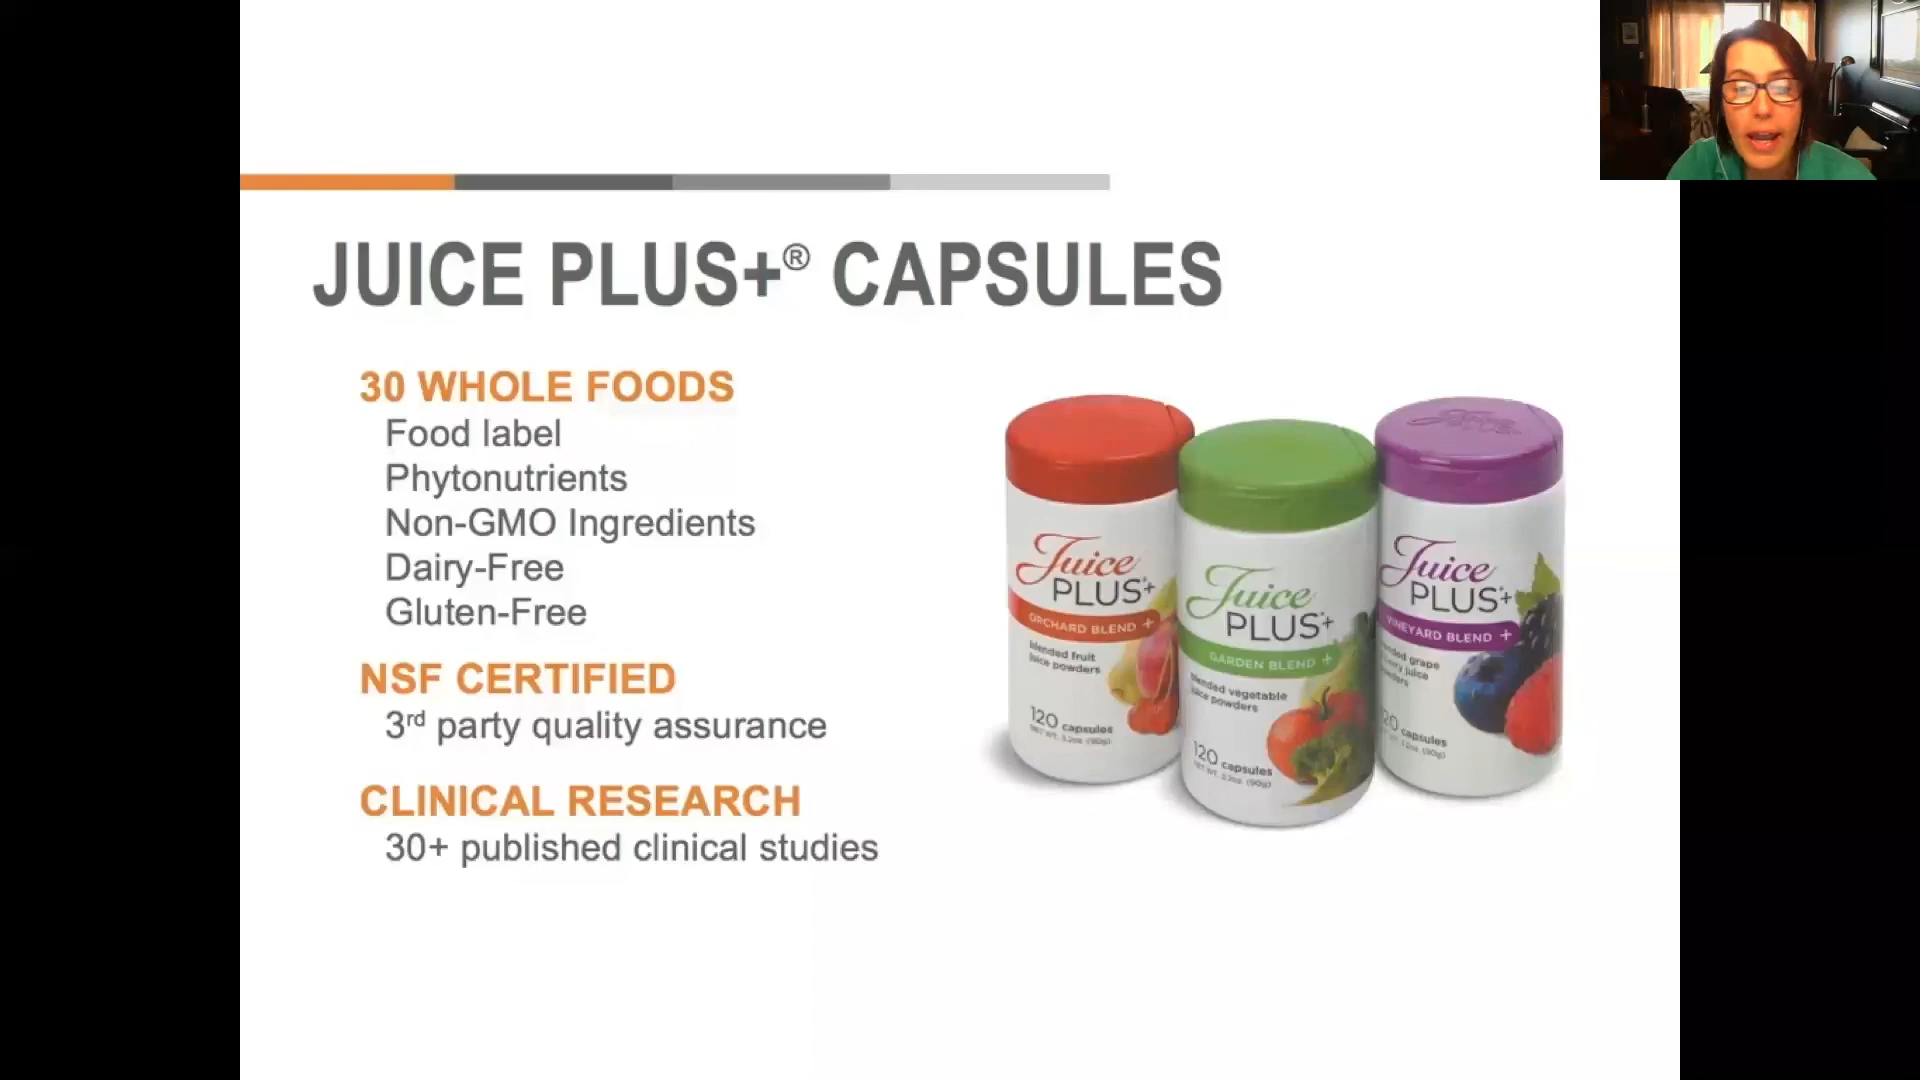 JUICE PLUS+® CAPSULES
30 WHOLE FOODS
Food label
Phytonutrients
Non-GMO Ingredients
Dairy-Free
Gluten-Free
NSF CERTIFIED
3rd party quality assurance
CLINICAL RESEARCH
30+ published clinical studies
Juice
PLUS+
ORCHARD BLEND +
blended fruit
juice powders
120 capsules
Juice
PLUS+
GARDEN BLEND +
blended vegetable
juice powders
120 capsules
Juice
PLUS+
VINEYARD BLEND +
grape
juice
capsules